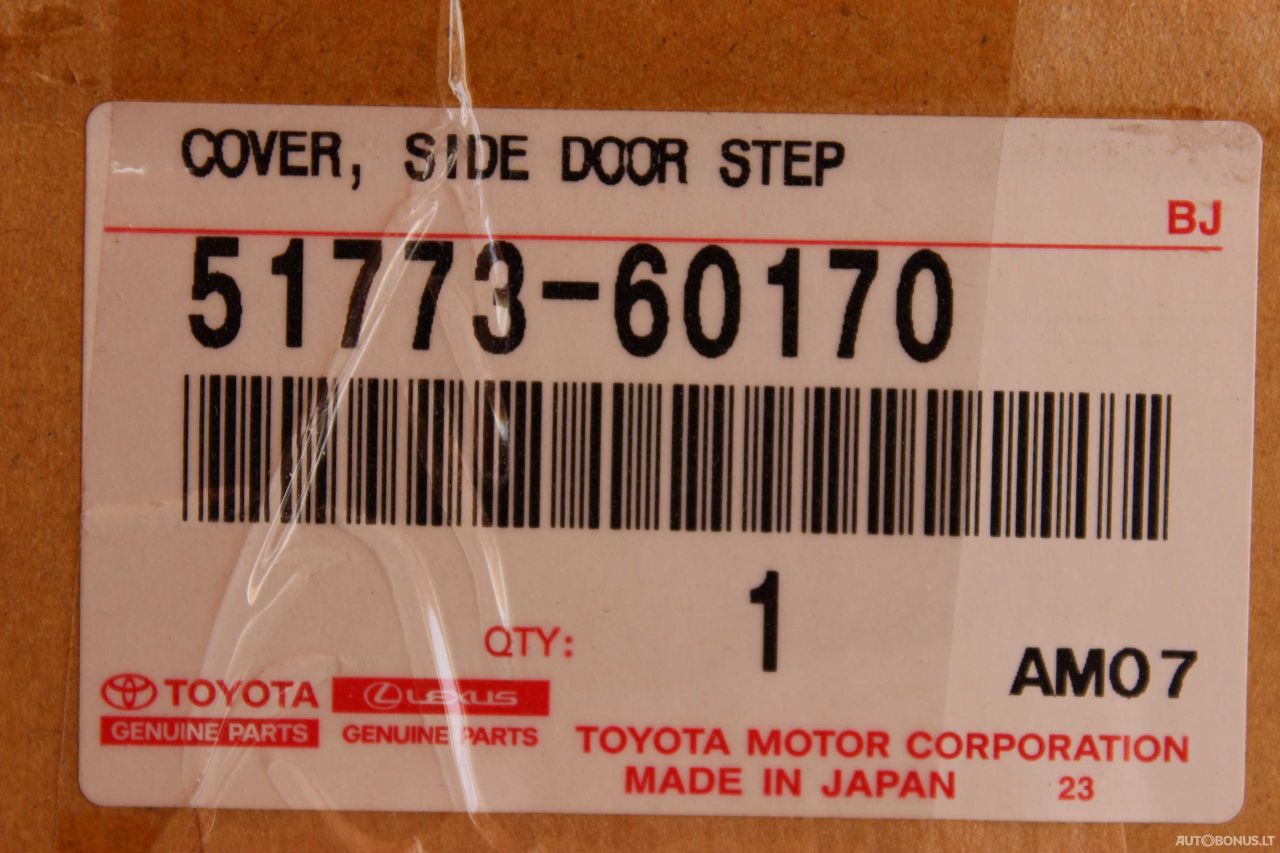 COVER, SIDE DOOR STEP
BJ
51773-60170
QTY: 1
AM07
TOYOTA LEXUS
GENUINE PARTS GENUINE PARTS
TOYOTA MOTOR CORPORATION
MADE IN JAPAN 23
AUTOBONUS.LT